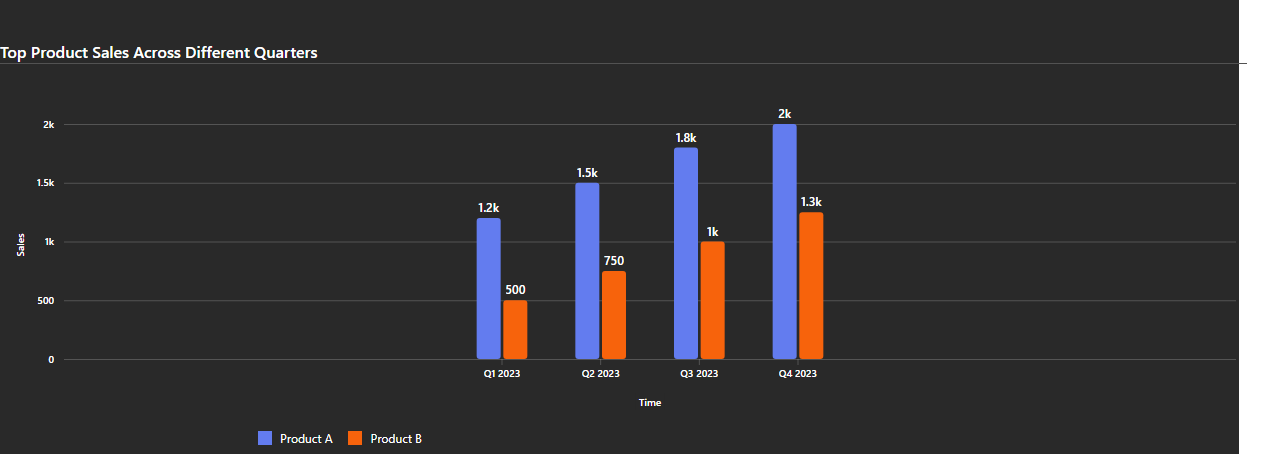 Top Product Sales Across Different Quarters
2k
2k
1.8k
1.5k
1.5k
1.2k
1.3k
Sales
1k
1k
750
500
500
0
Q1 2023 Q2 2023 Q3 2023 Q4 2023
Time
Product A Product B